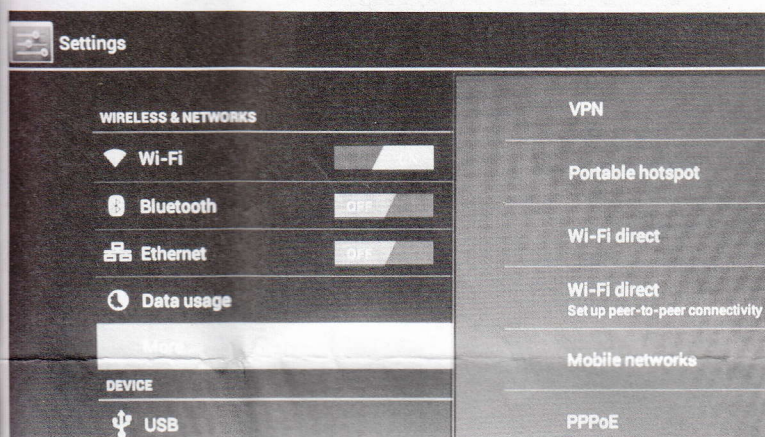 Settings
WIRELESS & NETWORKS
Wi-Fi
ON
Bluetooth
OFF
Ethernet
OFF
Data usage
More
DEVICE
USB
VPN
Portable hotspot
Wi-Fi direct
Wi-Fi direct
Set up peer-to-peer connectivity
Mobile networks
PPPoE